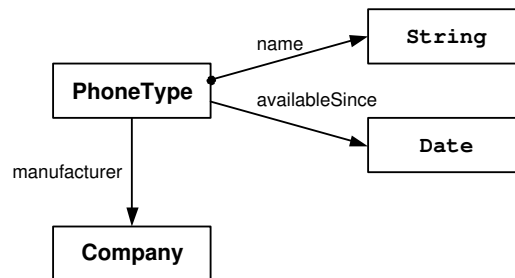 name
String
PhoneType
availableSince
Date
manufacturer
Company